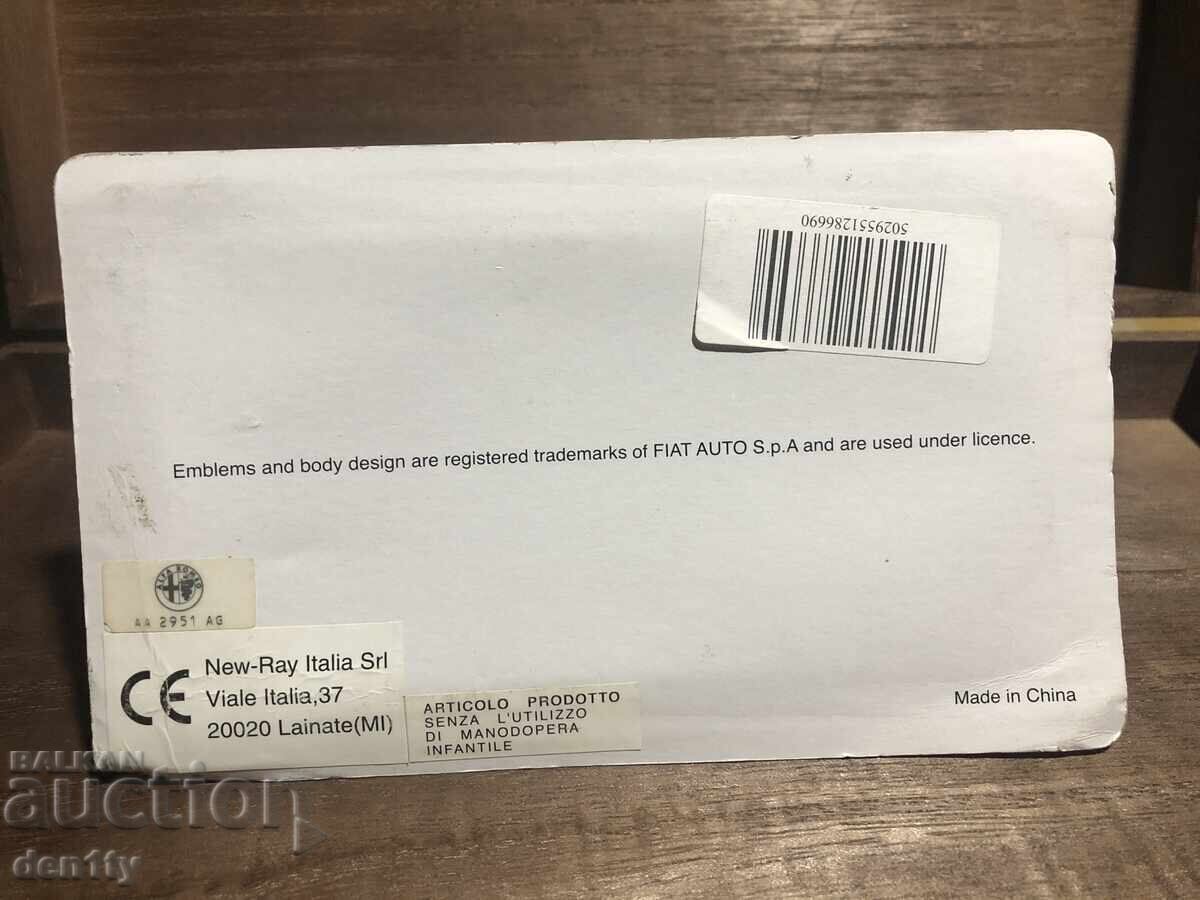 5029551286690
Emblems and body design are registered trademarks of FIAT AUTO S.p.A and are used under licence.
ALFA ROMEO
AA 2951 AG
CE
New-Ray Italia Srl
Viale Italia,37
20020 Lainate(MI)
ARTICOLO PRODOTTO
SENZA L'UTILIZZO
DI MANODOPERA
INFANTILE
Made in China
BALKAN
auction
den11y